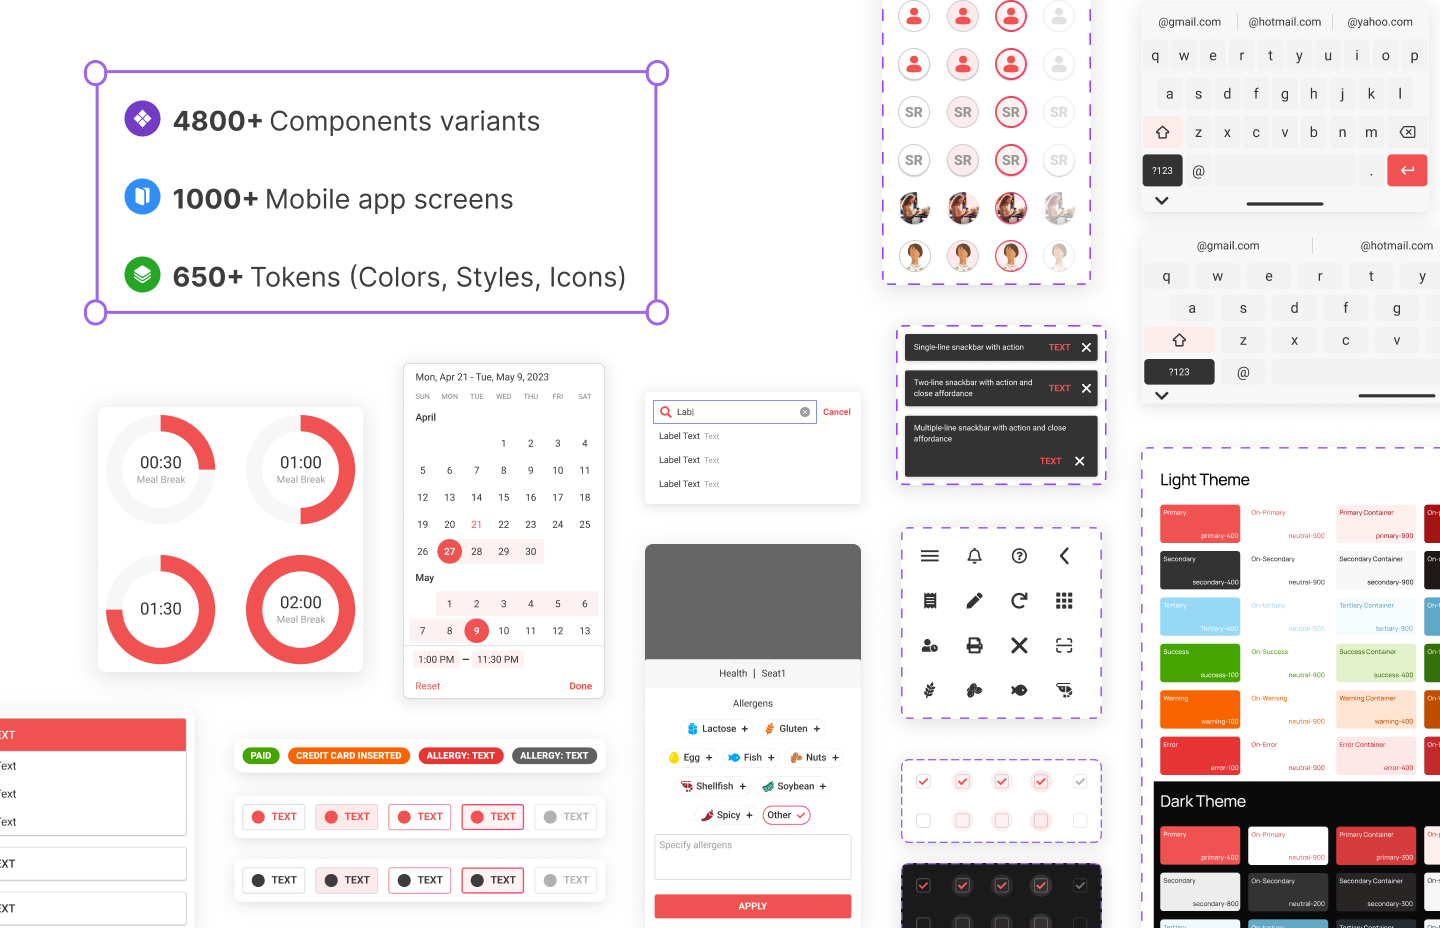 4800+ Components variants
1000+ Mobile app screens
650+ Tokens (Colors, Styles, Icons)
00:30
Meal Break
01:00
Meal Break
01:30
02:00
Meal Break
Mon, Apr 21 - Tue, May 9, 2023
SUN MON TUE WED THU FRI SAT
April
1 2 3 4
5 6 7 8 9 10 11
12 13 14 15 16 17 18
19 20 21 22 23 24 25
26 27 28 29 30
May
1 2 3 4 5 6
7 8 9 10 11 12 13
1:00 PM – 11:30 PM
Reset Done
Lab Cancel
Label Text Text
Label Text Text
Label Text Text
Health | Seat1
Allergens
Lactose + Gluten +
Egg + Fish + Nuts +
Shellfish + Soybean +
Spicy + Other
Specify allergens
APPLY
EXT
Text
Text
Text
EXT
EXT
PAID CREDIT CARD INSERTED ALLERGY: TEXT ALLERGY: TEXT
TEXT TEXT TEXT TEXT TEXT
TEXT TEXT TEXT TEXT TEXT
SR SR SR SR
SR SR SR SR
Single-line snackbar with action TEXT
Two-line snackbar with action and
close affordance TEXT
Multiple-line snackbar with action and close
affordance
TEXT
@gmail.com @hotmail.com @yahoo.com
q w e r t y u i o p
a s d f g h j k l
z x c v b n m
?123 @ .
@gmail.com @hotmail.com
q w e r t y
a s d f g
z x c v
?123 @
Light Theme
Primary On-Primary Primary Container On-p
primary-400 neutral-900 primary-900
Secondary On-Secondary Secondary Container On-s
secondary-400 neutral-900 secondary-900
Tertiary On-tertiary Tertiary Container On-t
Tertiary-400 neutral-900 tertiary-900
Success On-Success Success Container On-s
success-100 neutral-900 success-400
Warning On-Warning Warning Container On-w
warning-100 neutral-900 warning-400
Error On-Error Error Container On-e
error-100 neutral-900 error-400
Dark Theme
Primary On-Primary Primary Container On-p
primary-400 neutral-900 primary-300
Secondary On-Secondary Secondary Container On-s
secondary-800 neutral-200 secondary-300
Tertiary On-tertiary Tertiary Container